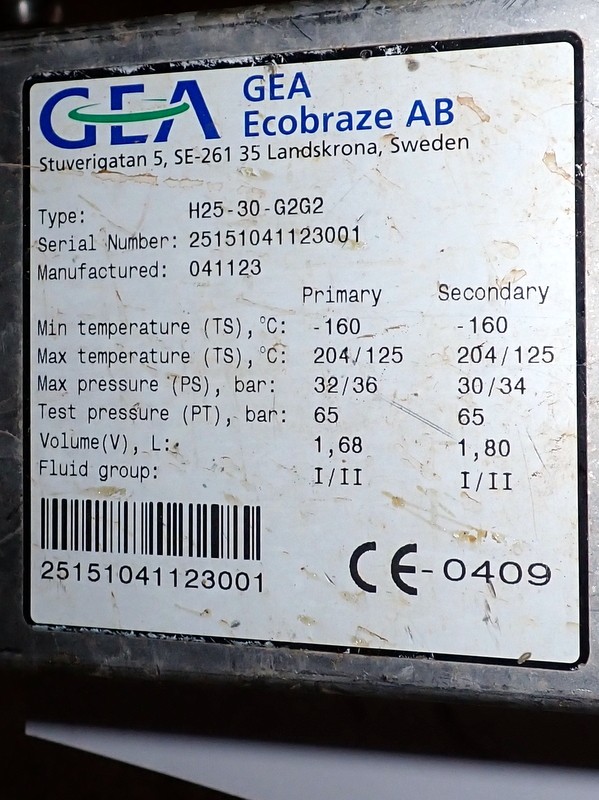 GEA
GEA
Ecobraze AB
Stuverigatan 5, SE-261 35 Landskrona, Sweden
Type: H25-30-G2G2
Serial Number: 25151041123001
Manufactured: 041123
Primary Secondary
Min temperature (TS), °C: -160 -160
Max temperature (TS), °C: 204/125 204/125
Max pressure (PS), bar: 32/36 30/34
Test pressure (PT), bar: 65 65
Volume(V), L: 1,68 1,80
Fluid group: I/II I/II
25151041123001
CE-0409